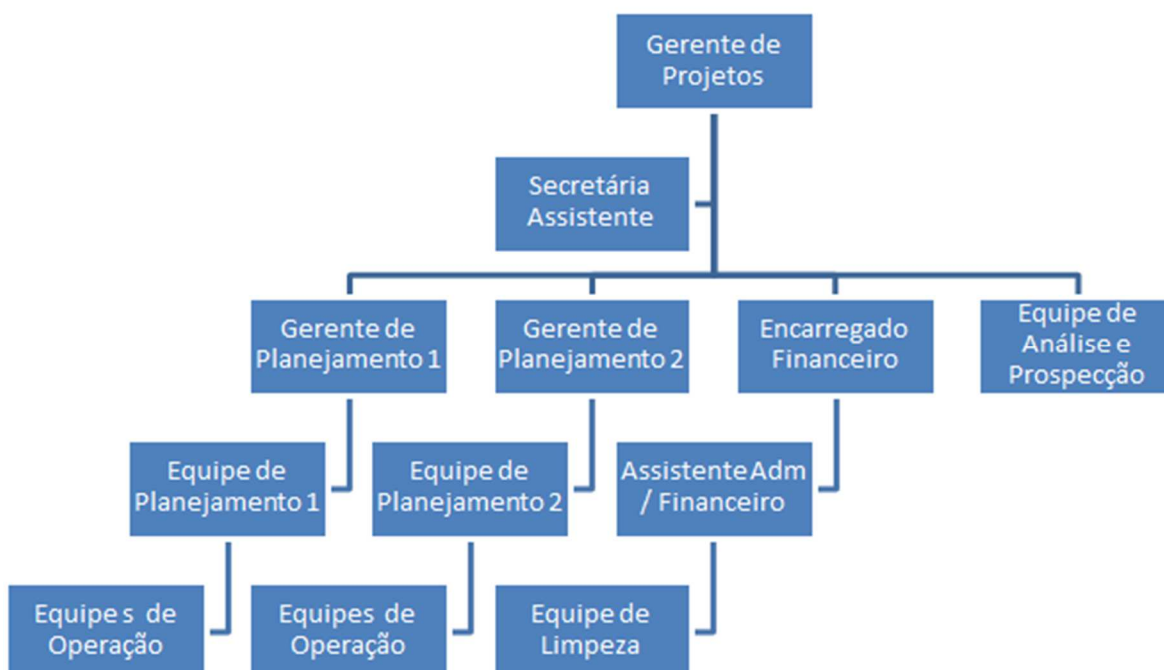 Gerente de
Projetos
Secretária
Assistente
Gerente de
Planejamento 1
Gerente de
Planejamento 2
Encarregado
Financeiro
Equipe de
Análise e
Prospecção
Equipe de
Planejamento 1
Equipe de
Planejamento 2
Assistente Adm
/ Financeiro
Equipe s de
Operação
Equipes de
Operação
Equipe de
Limpeza